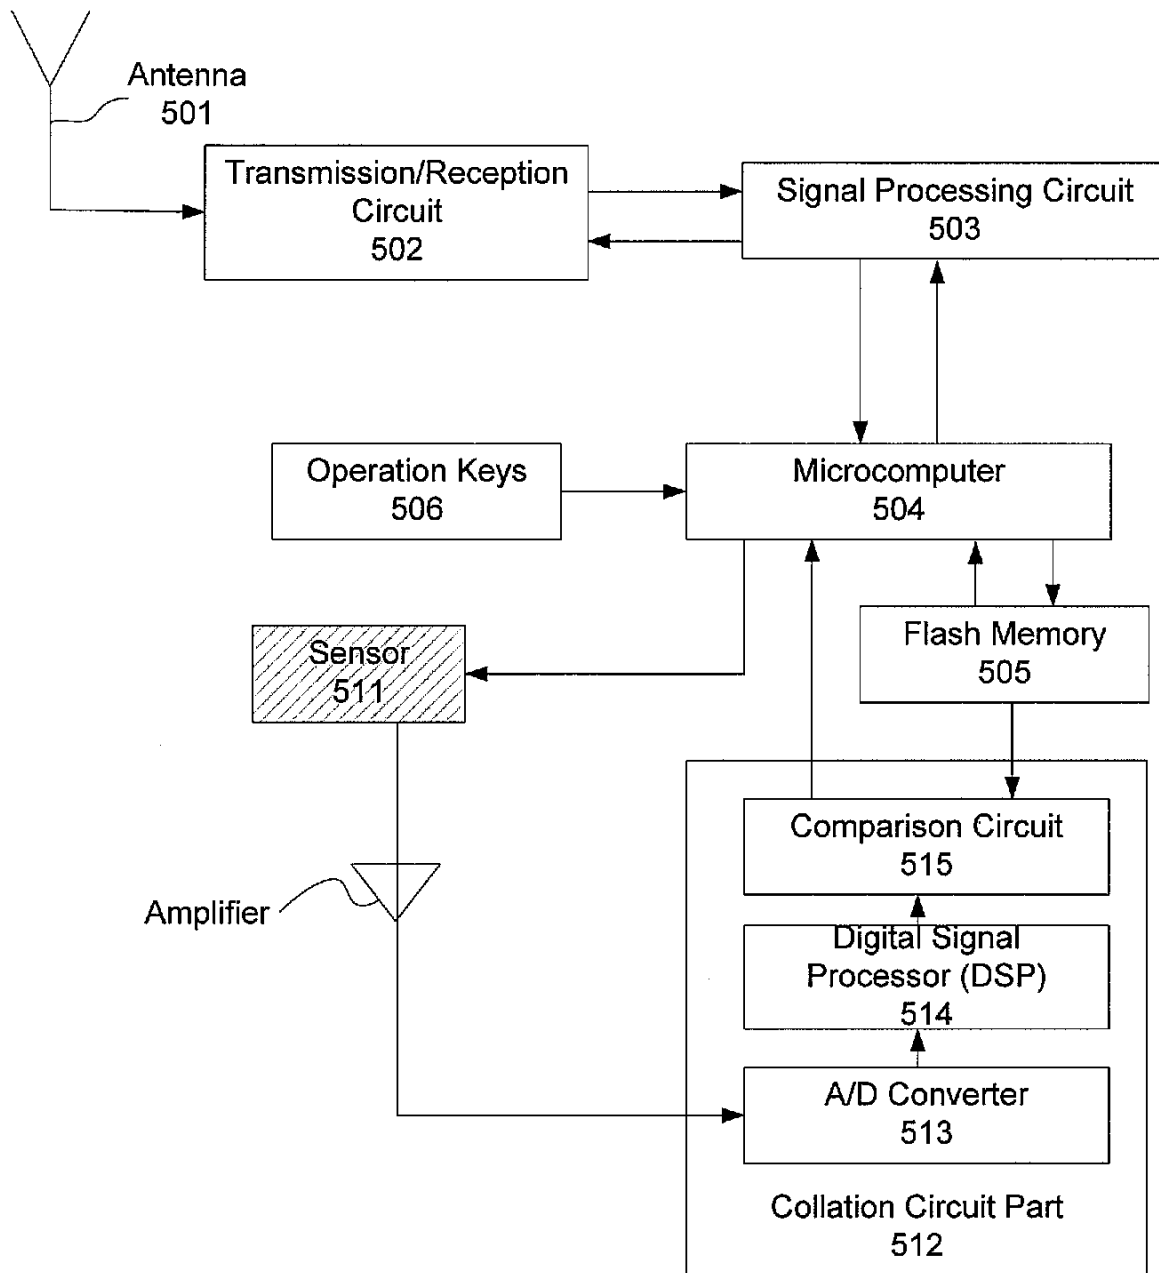 Antenna
501
Transmission/Reception
Circuit
502
Signal Processing Circuit
503
Operation Keys
506
Microcomputer
504
Sensor
511
Flash Memory
505
Comparison Circuit
515
Amplifier
Digital Signal
Processor (DSP)
514
A/D Converter
513
Collation Circuit Part
512